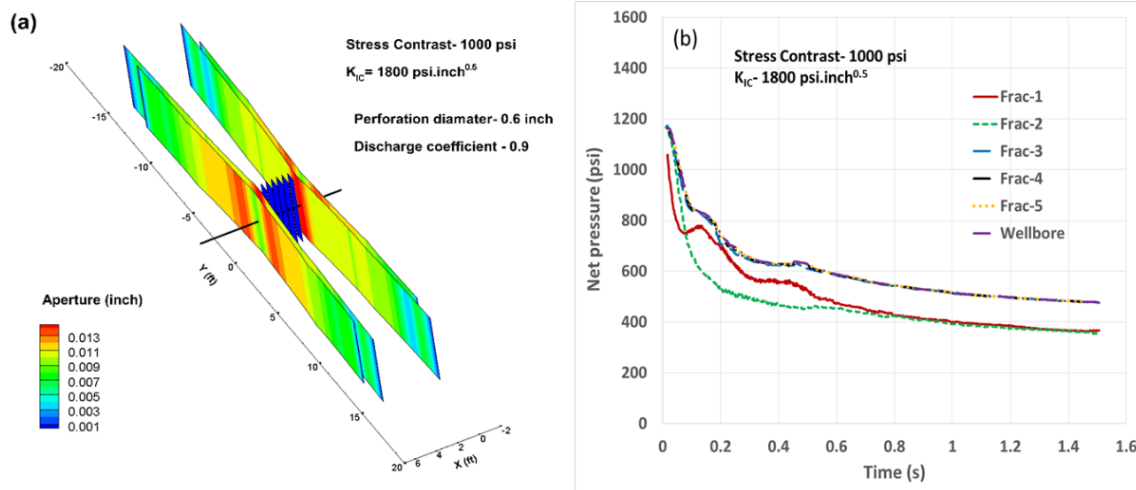 (a)
Stress Contrast- 1000 psi
K_IC= 1800 psi.inch^0.5
Perforation diamater- 0.6 inch
Discharge coefficient - 0.9
-20
-15
-10
-5
0
5
10
15
20
Y (ft)
6 4 2 0 -2
X (ft)
Aperture (inch)
0.013
0.011
0.009
0.007
0.005
0.003
0.001
(b)
Stress Contrast- 1000 psi
K_IC- 1800 psi.inch^0.5
Frac-1
Frac-2
Frac-3
Frac-4
Frac-5
Wellbore
Net pressure (psi)
1600
1400
1200
1000
800
600
400
200
0
0 0.2 0.4 0.6 0.8 1 1.2 1.4 1.6
Time (s)